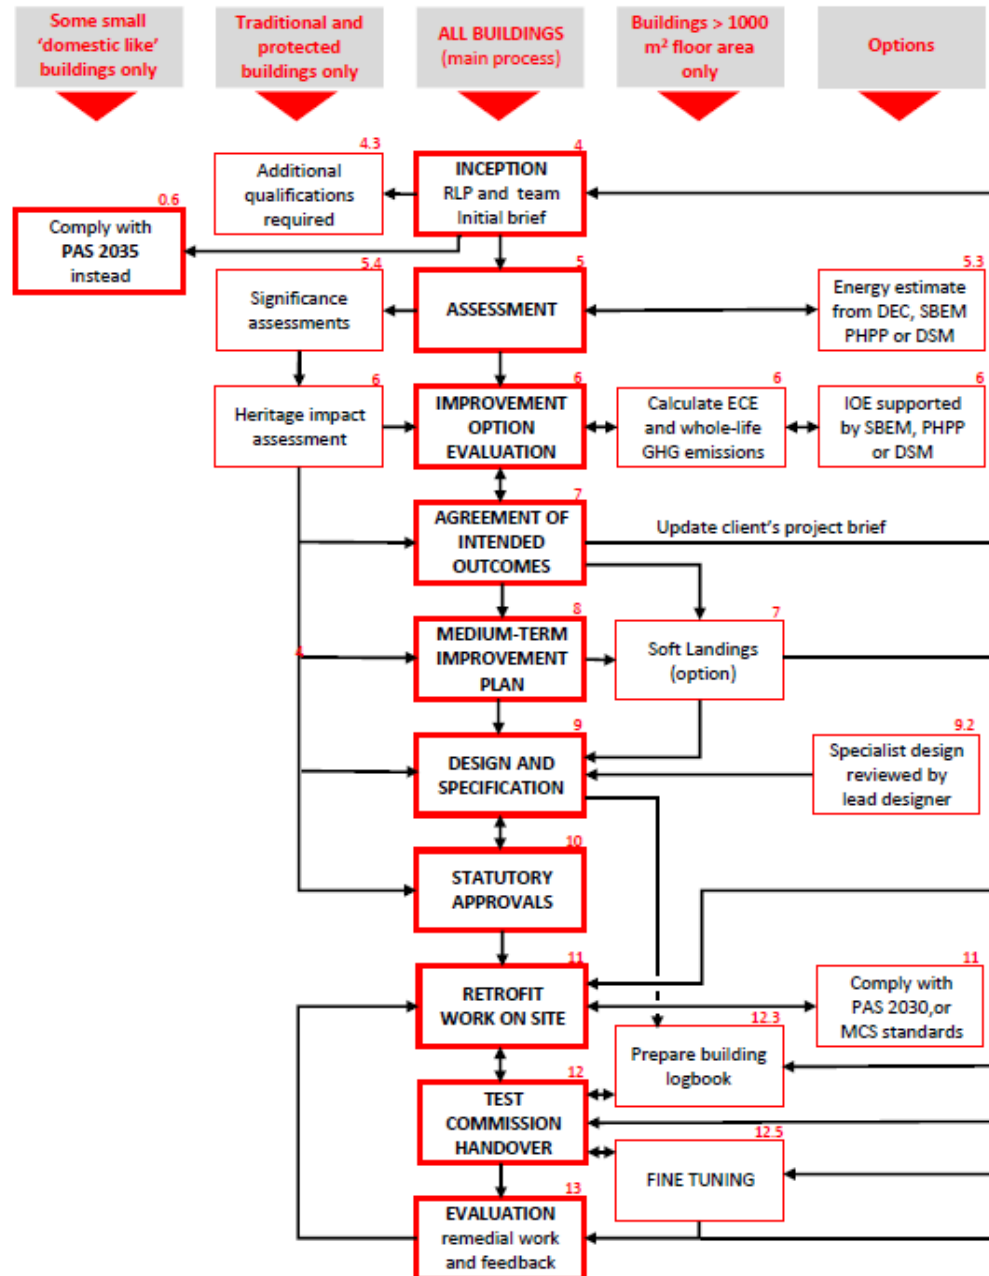 Some small
‘domestic like’
buildings only
Traditional and
protected
buildings only
ALL BUILDINGS
(main process)
Buildings > 1000
m² floor area
only
Options
4.3
Additional
qualifications
required
4
INCEPTION
RLP and team
Initial brief
0.6
Comply with
PAS 2035
instead
5.4
Significance
assessments
5
ASSESSMENT
5.3
Energy estimate
from DEC, SBEM
PHPP or DSM
6
Heritage impact
assessment
6
IMPROVEMENT
OPTION
EVALUATION
6
Calculate ECE
and whole-life
GHG emissions
6
IOE supported
by SBEM, PHPP
or DSM
7
AGREEMENT OF
INTENDED
OUTCOMES
Update client’s project brief
8
MEDIUM-TERM
IMPROVEMENT
PLAN
7
Soft Landings
(option)
4
9
DESIGN AND
SPECIFICATION
9.2
Specialist design
reviewed by
lead designer
10
STATUTORY
APPROVALS
11
RETROFIT
WORK ON SITE
11
Comply with
PAS 2030,or
MCS standards
12.3
Prepare building
logbook
12
TEST
COMMISSION
HANDOVER
12.5
FINE TUNING
13
EVALUATION
remedial work
and feedback